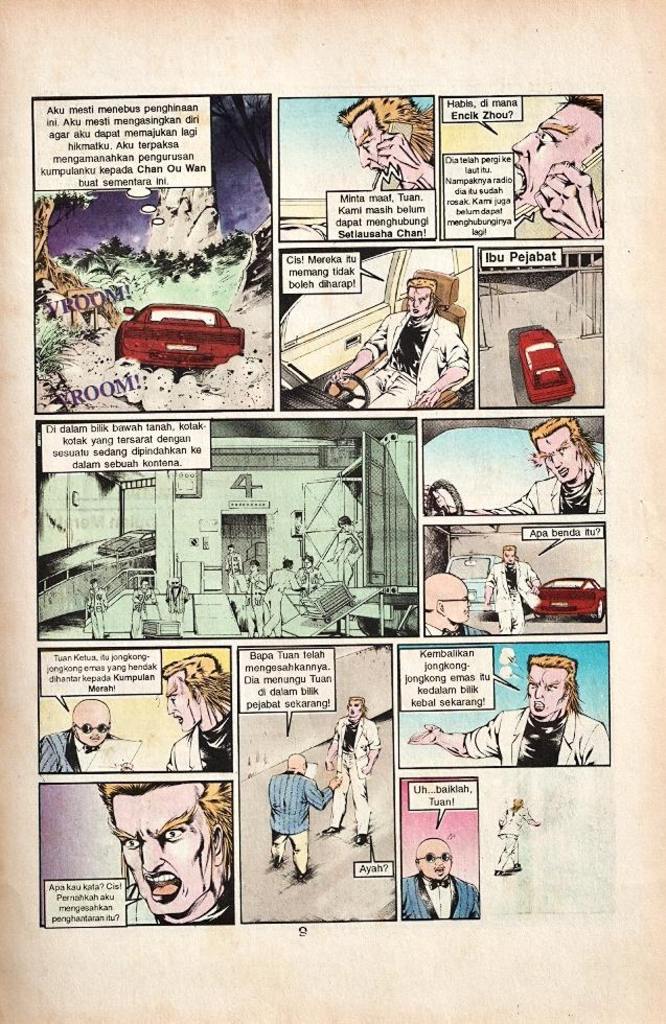 Aku mesti menebus penghinaan
ini. Aku mesti mengasingkan diri
agar aku dapat memajukan lagi
hikmatku. Aku terpaksa
mengamanahkan pengurusan
kumpulanku kepada Chan Ou Wan
buat sementara ini.
VROOM!
VROOM!
Minta maaf, Tuan.
Kami masih belum
dapat menghubungi
Setiausaha Chan!
Habis, di mana
Encik Zhou?
Dia telah pergi ke
laut itu.
Nampaknya radio
dia itu sudah
rosak. Kami juga
belum dapat
menghubunginya
lagi!
Cis! Mereka itu
memang tidak
boleh diharap!
Ibu Pejabat
Di dalam bilik bawah tanah, kotak-
kotak yang tersarat dengan
sesuatu sedang dipindahkan ke
dalam sebuah kontena.
4
Apa benda itu?
Tuan Ketua, itu jongkong-
jongkong emas yang hendak
dihantar kepada Kumpulan
Merah!
Apa kau kata? Cis!
Pernahkah aku
mengesahkan
penghantaran itu?
Bapa Tuan telah
mengesahkannya.
Dia menungu Tuan
di dalam bilik
pejabat sekarang!
Ayah?
Kembalikan
jongkong-
jongkong emas itu
kedalam bilik
kebal sekarang!
Uh...baiklah,
Tuan!
9